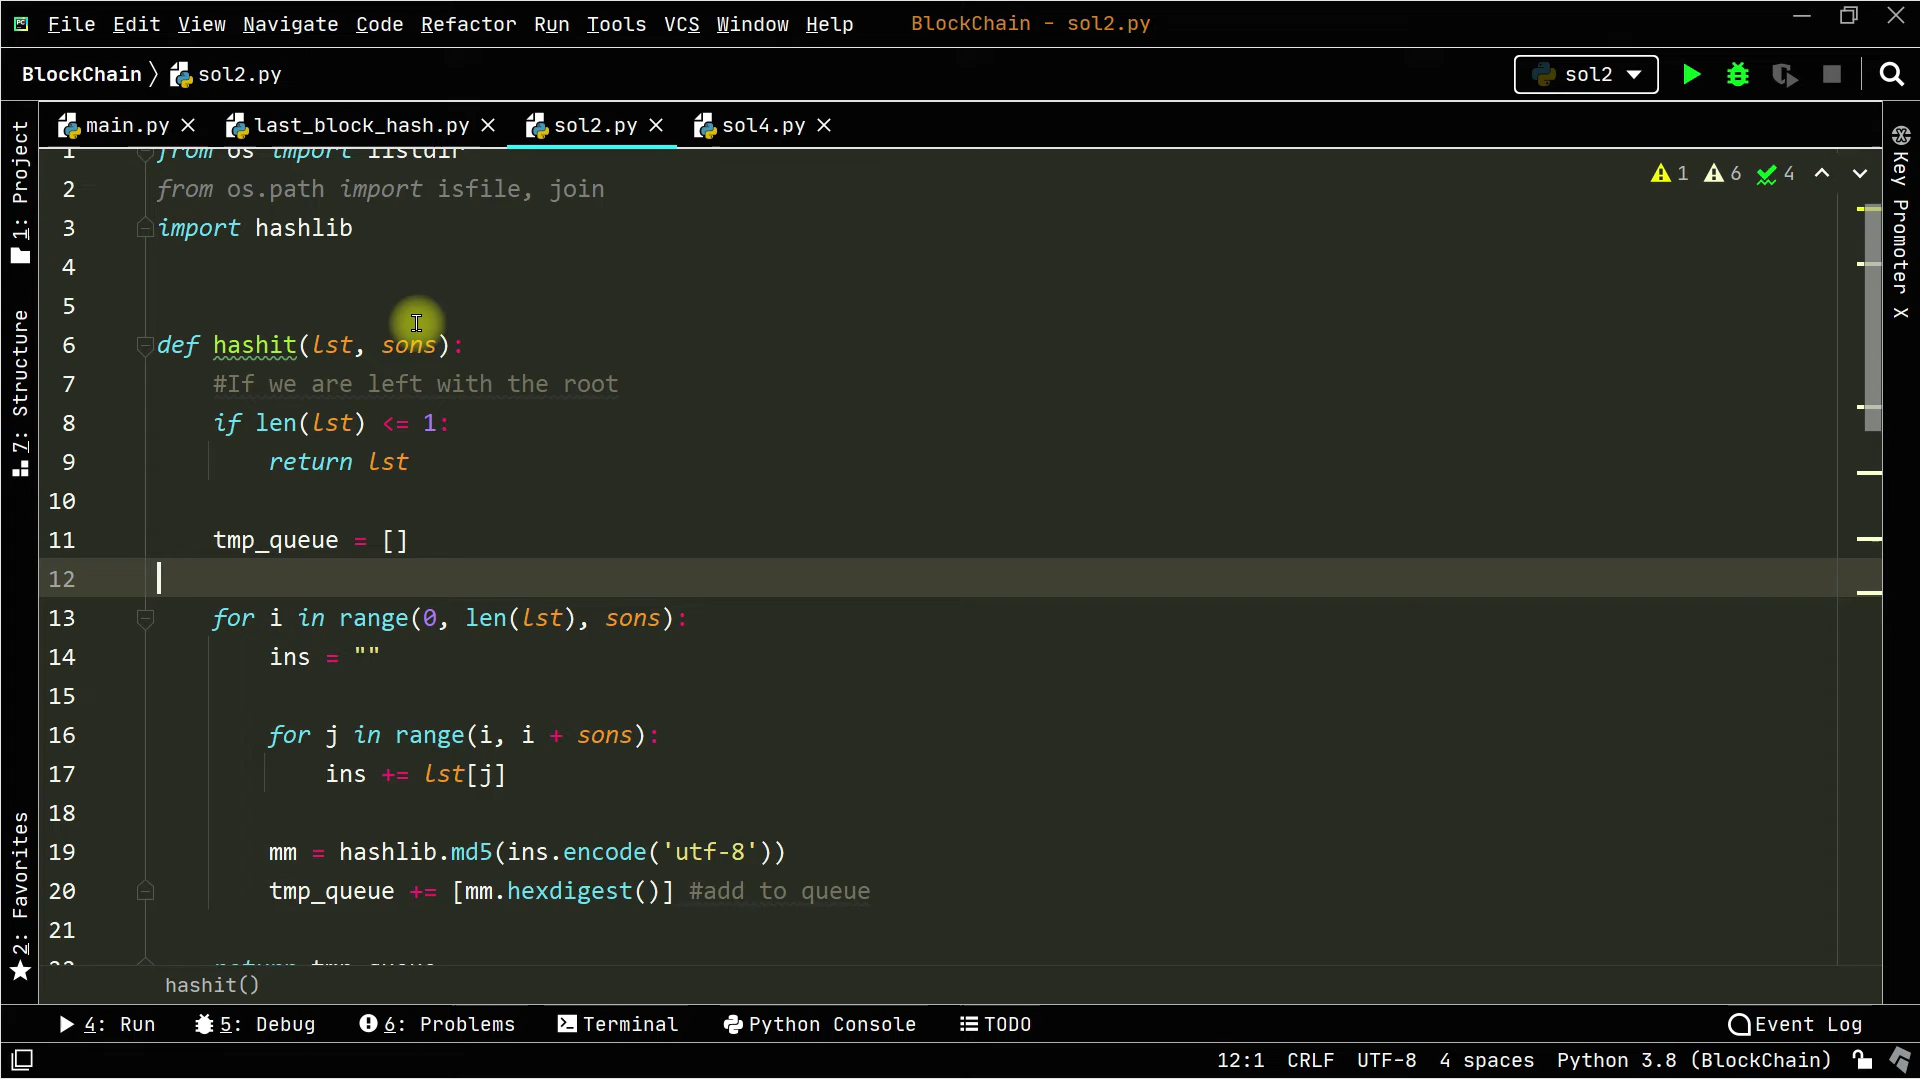 File Edit View Navigate Code Refactor Run Tools VCS Window Help BlockChain - sol2.py
BlockChain sol2.py sol2
main.py last_block_hash.py sol2.py sol4.py
1 from os import listdir
1 6 4
2 from os.path import isfile, join
3 import hashlib
4
5
6 def hashit(lst, sons):
7 #If we are left with the root
8 if len(lst) <= 1:
9 return lst
10
11 tmp_queue = []
12
13 for i in range(0, len(lst), sons):
14 ins = ""
15
16 for j in range(i, i + sons):
17 ins += lst[j]
18
19 mm = hashlib.md5(ins.encode('utf-8'))
20 tmp_queue += [mm.hexdigest()] #add to queue
21
22 return tmp_queue
hashit()
1: Project
7: Structure
2: Favorites
Key Promoter X
4: Run 5: Debug 6: Problems Terminal Python Console TODO Event Log
12:1 CRLF UTF-8 4 spaces Python 3.8 (BlockChain)